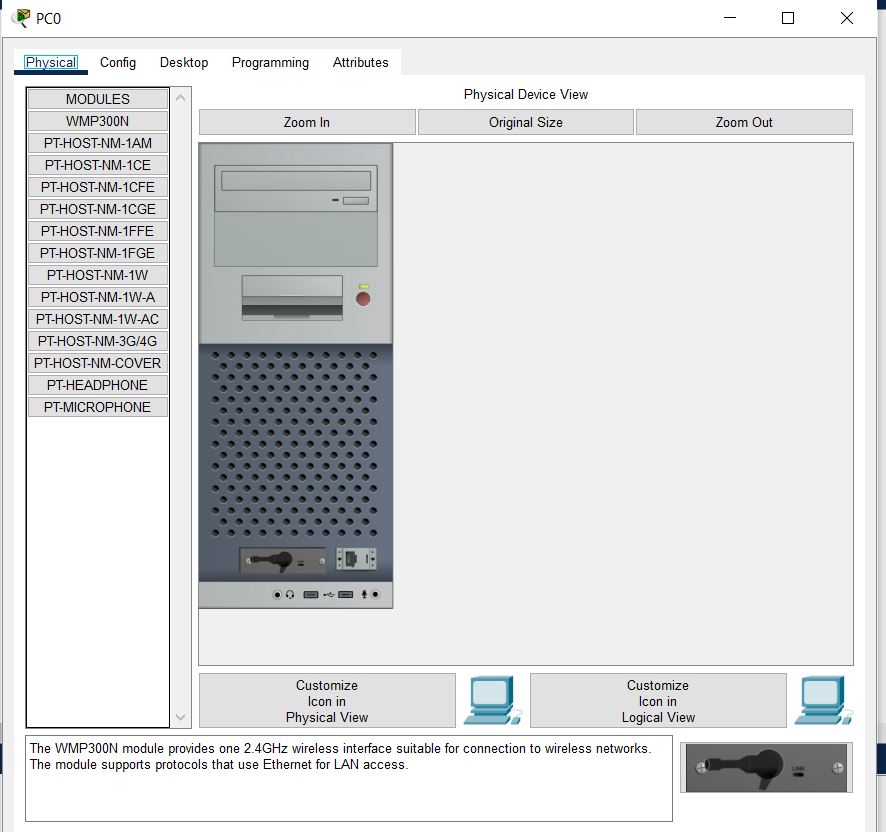 PC0
Physical Config Desktop Programming Attributes
MODULES
WMP300N
PT-HOST-NM-1AM
PT-HOST-NM-1CE
PT-HOST-NM-1CFE
PT-HOST-NM-1CGE
PT-HOST-NM-1FFE
PT-HOST-NM-1FGE
PT-HOST-NM-1W
PT-HOST-NM-1W-A
PT-HOST-NM-1W-AC
PT-HOST-NM-3G/4G
PT-HOST-NM-COVER
PT-HEADPHONE
PT-MICROPHONE
Physical Device View
Zoom In Original Size Zoom Out
Customize
Icon in
Physical View
Customize
Icon in
Logical View
The WMP300N module provides one 2.4GHz wireless interface suitable for connection to wireless networks.
The module supports protocols that use Ethernet for LAN access.
LINK